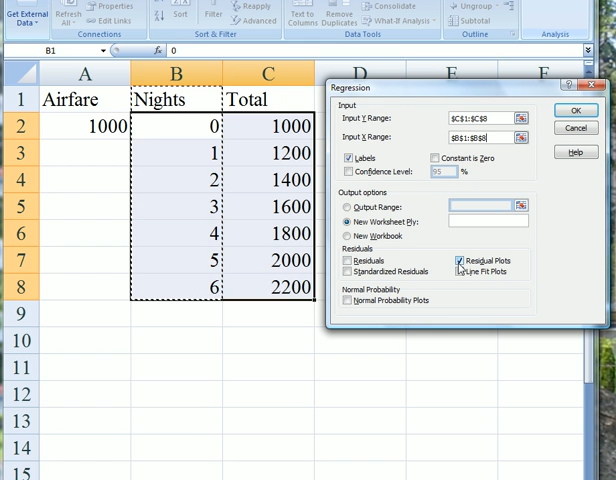 Get External Data
Refresh All
Properties
Edit Links
Connections
Sort
Filter
Reapply
Advanced
Sort & Filter
Text to Columns
Remove Duplicates
Consolidate
What-If Analysis
Data Tools
Group
Subtotal
Outline
Analysis
B1 fx 0
A B C D E F
1 Airfare Nights Total
2 1000 0 1000
3 1 1200
4 2 1400
5 3 1600
6 4 1800
7 5 2000
8 6 2200
9
10
11
12
13
14
15
Regression
?
Input
Input Y Range: $C$1:$C$8
Input X Range: $B$1:$B$8
Labels Constant is Zero
Confidence Level: 95 %
OK
Cancel
Help
Output options
Output Range:
New Worksheet Ply:
New Workbook
Residuals
Residuals Residual Plots
Standardized Residuals Line Fit Plots
Normal Probability
Normal Probability Plots